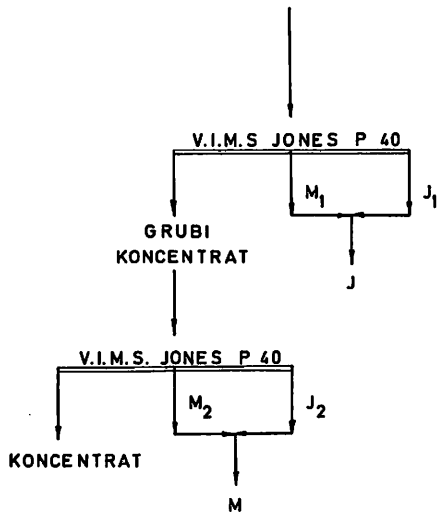 V.I.M.S JONES P 40
M₁
J₁
GRUBI
KONCENTRAT
J
V.I.M.S. JONES P 40
M₂
J₂
KONCENTRAT
M